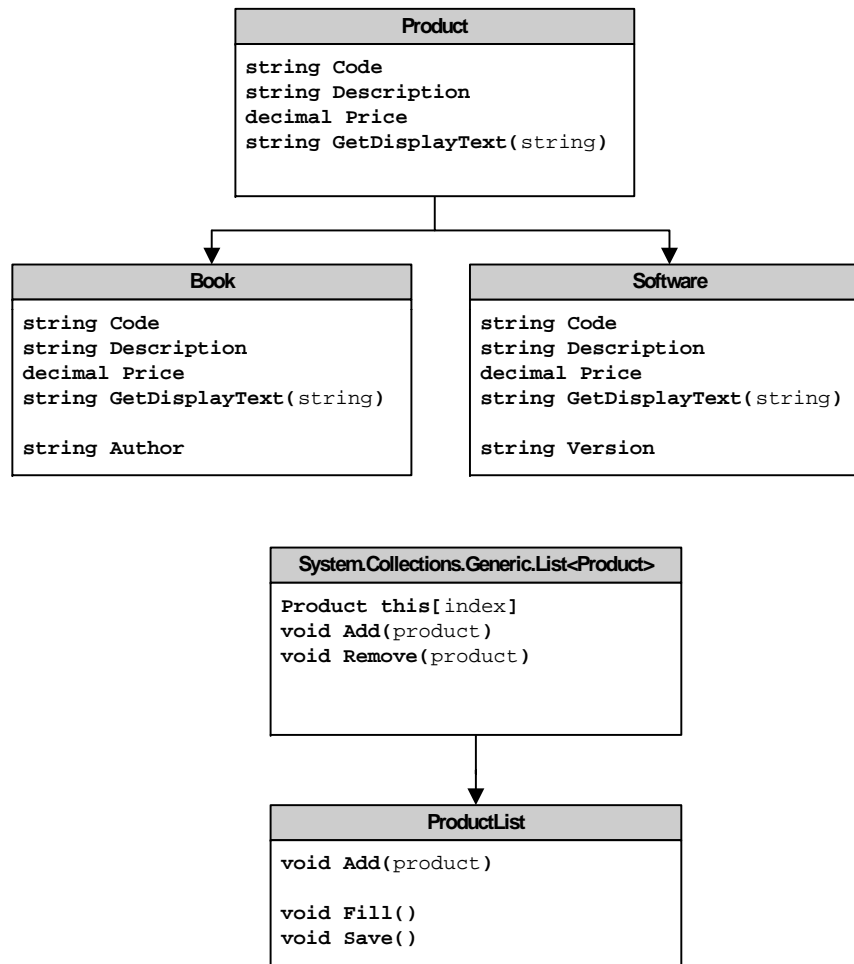 Product
string Code
string Description
decimal Price
string GetDisplayText(string)
Book
string Code
string Description
decimal Price
string GetDisplayText(string)
string Author
Software
string Code
string Description
decimal Price
string GetDisplayText(string)
string Version
System.Collections.Generic.List<Product>
Product this[index]
void Add(product)
void Remove(product)
ProductList
void Add(product)
void Fill()
void Save()